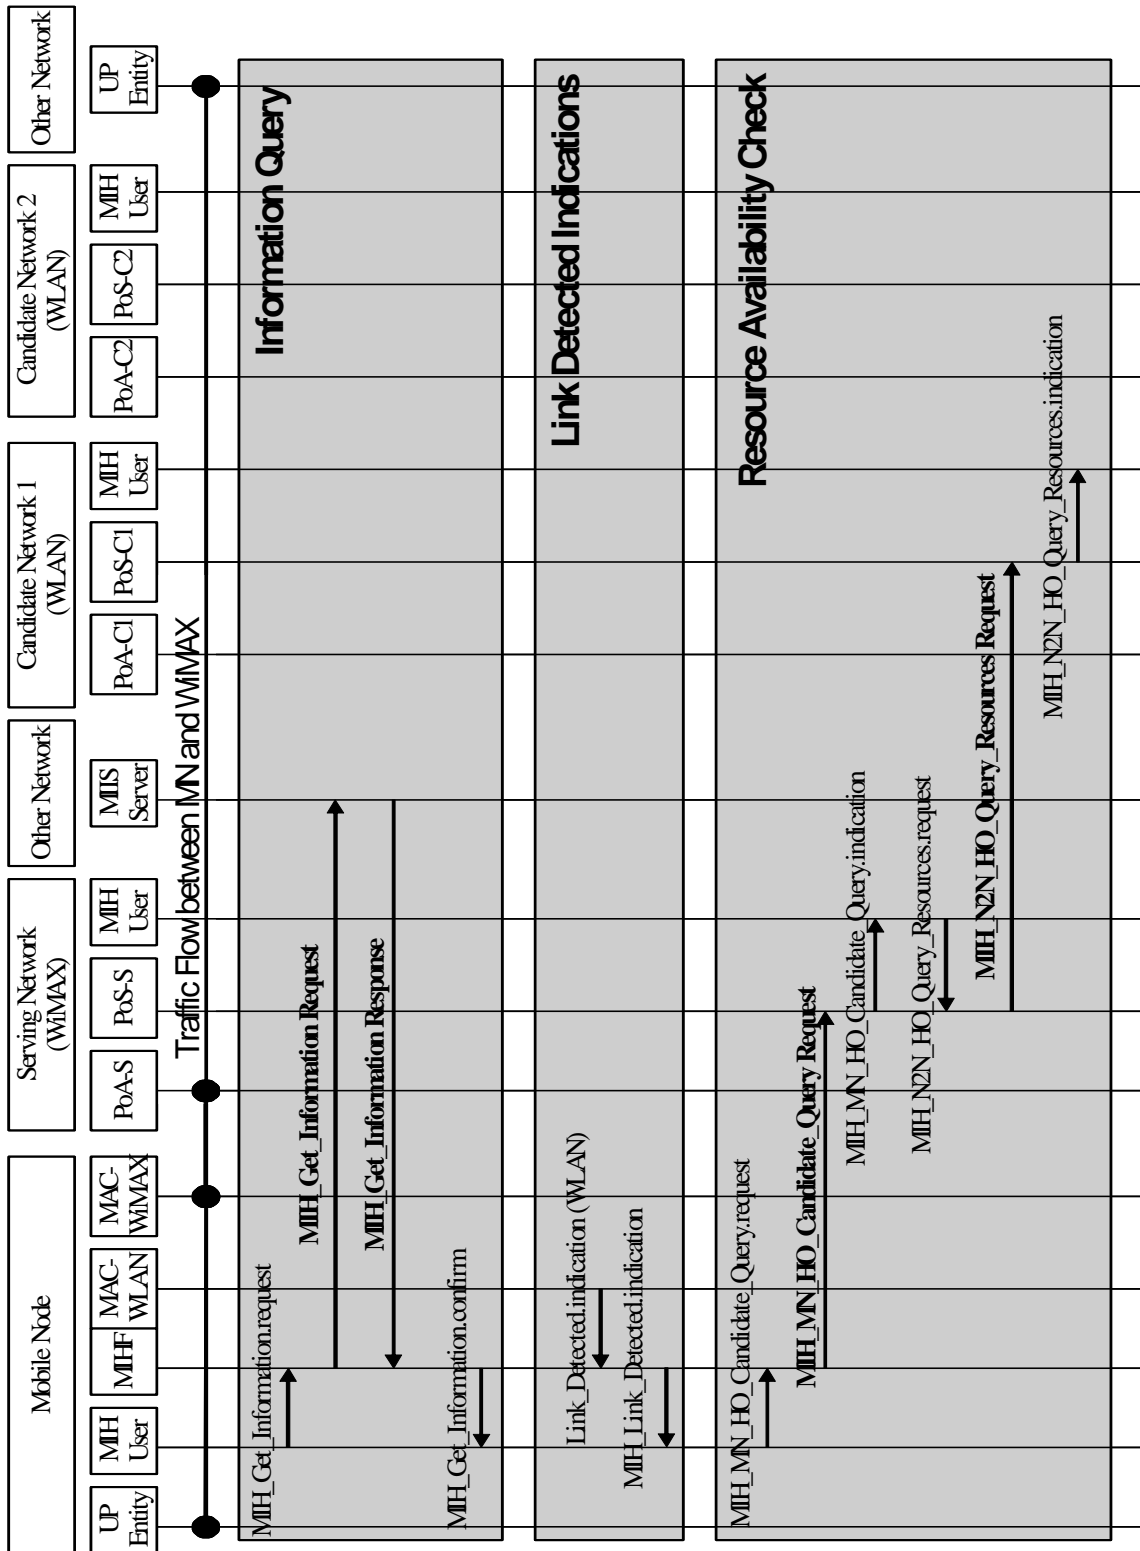 Mobile Node
Serving Network
(WiMAX)
Other Network
Candidate Network 1
(WLAN)
Candidate Network 2
(WLAN)
Other Network
UP
Entity
MIH
User
MIHF
MAC-
WLAN
MAC-
WiMAX
PoA-S
PoS-S
MIH
User
MIS
Server
PoA-C1
PoS-C1
MIH
User
PoA-C2
PoS-C2
MIH
User
UP
Entity
Traffic Flow between MN and WiMAX
Information Query
MIH_Get_Information.request
MIH_Get_Information Request
MIH_Get_Information Response
MIH_Get_Information.confirm
Link Detected Indications
Link_Detected.indication (WLAN)
MIH_Link_Detected.indication
Resource Availability Check
MIH_MN_HO_Candidate_Query.request
MIH_MN_HO_Candidate_Query Request
MIH_MN_HO_Candidate_Query.indication
MIH_N2N_HO_Query_Resources.request
MIH_N2N_HO_Query_Resources Request
MIH_N2N_HO_Query_Resources.indication